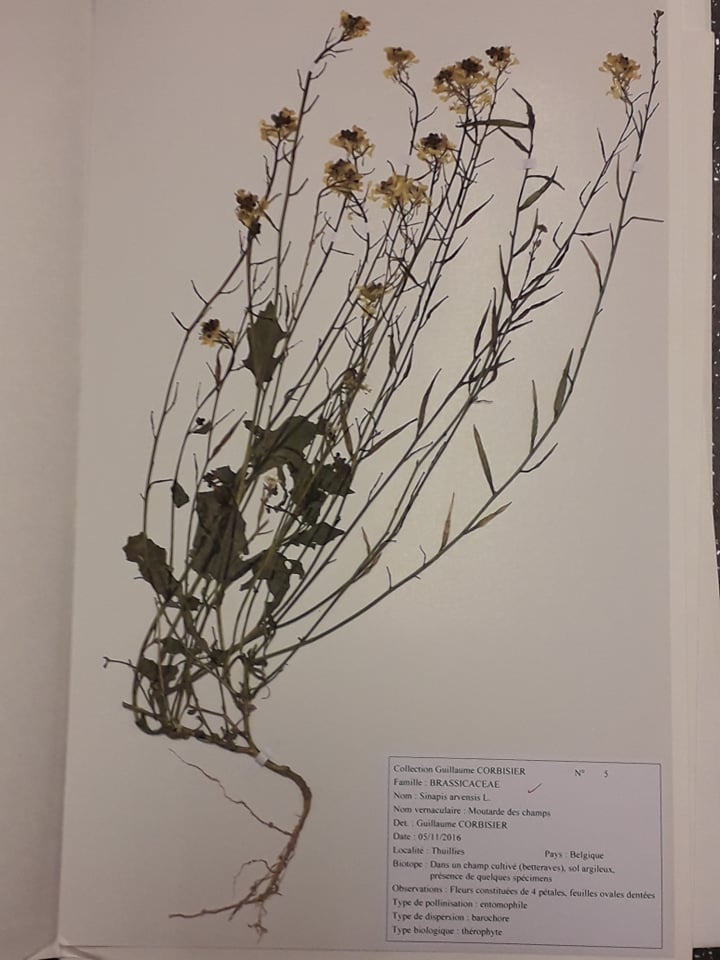 Collection Guillaume CORBISIER N° 5
Famille : BRASSICACEAE
Nom : Sinapis arvensis L.
Nom vernaculaire : Moutarde des champs
Det. : Guillaume CORBISIER
Date : 05/11/2016
Localité : Thuillies Pays : Belgique
Biotope : Dans un champ cultivé (betteraves), sol argileux,
présence de quelques spécimens
Observations : Fleurs constituées de 4 pétales, feuilles ovales dentées
Type de pollinisation : entomophile
Type de dispersion : barochore
Type biologique : thérophyte